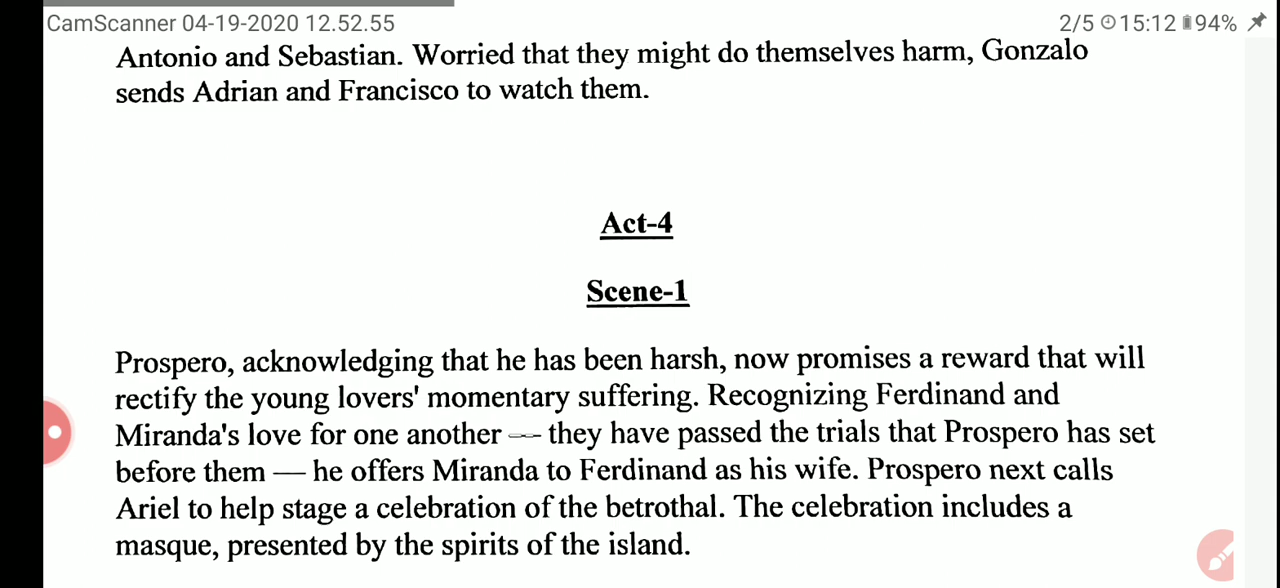 CamScanner 04-19-2020 12.52.55
2/5 15:12 94%
Antonio and Sebastian. Worried that they might do themselves harm, Gonzalo
sends Adrian and Francisco to watch them.
Act-4
Scene-1
Prospero, acknowledging that he has been harsh, now promises a reward that will
rectify the young lovers' momentary suffering. Recognizing Ferdinand and
Miranda's love for one another — they have passed the trials that Prospero has set
before them — he offers Miranda to Ferdinand as his wife. Prospero next calls
Ariel to help stage a celebration of the betrothal. The celebration includes a
masque, presented by the spirits of the island.